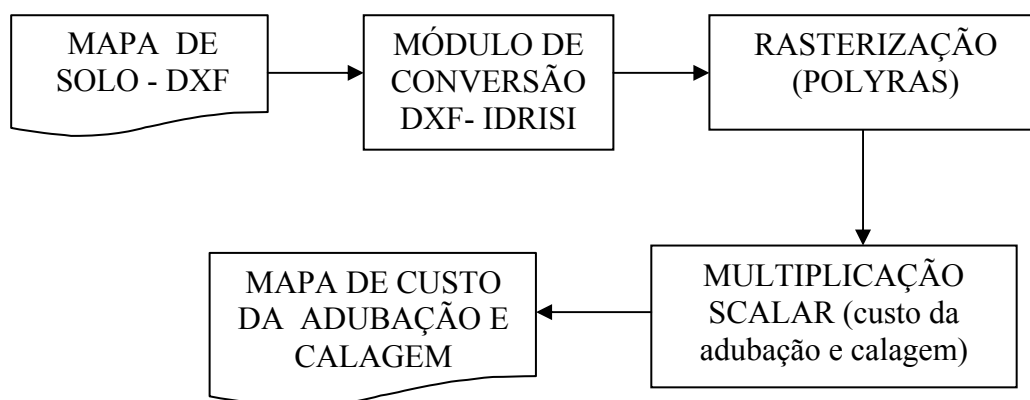 MAPA DE
SOLO - DXF
MÓDULO DE
CONVERSÃO
DXF- IDRISI
RASTERIZAÇÃO
(POLYRAS)
MULTIPLICAÇÃO
SCALAR (custo da
adubação e calagem)
MAPA DE CUSTO
DA ADUBAÇÃO E
CALAGEM